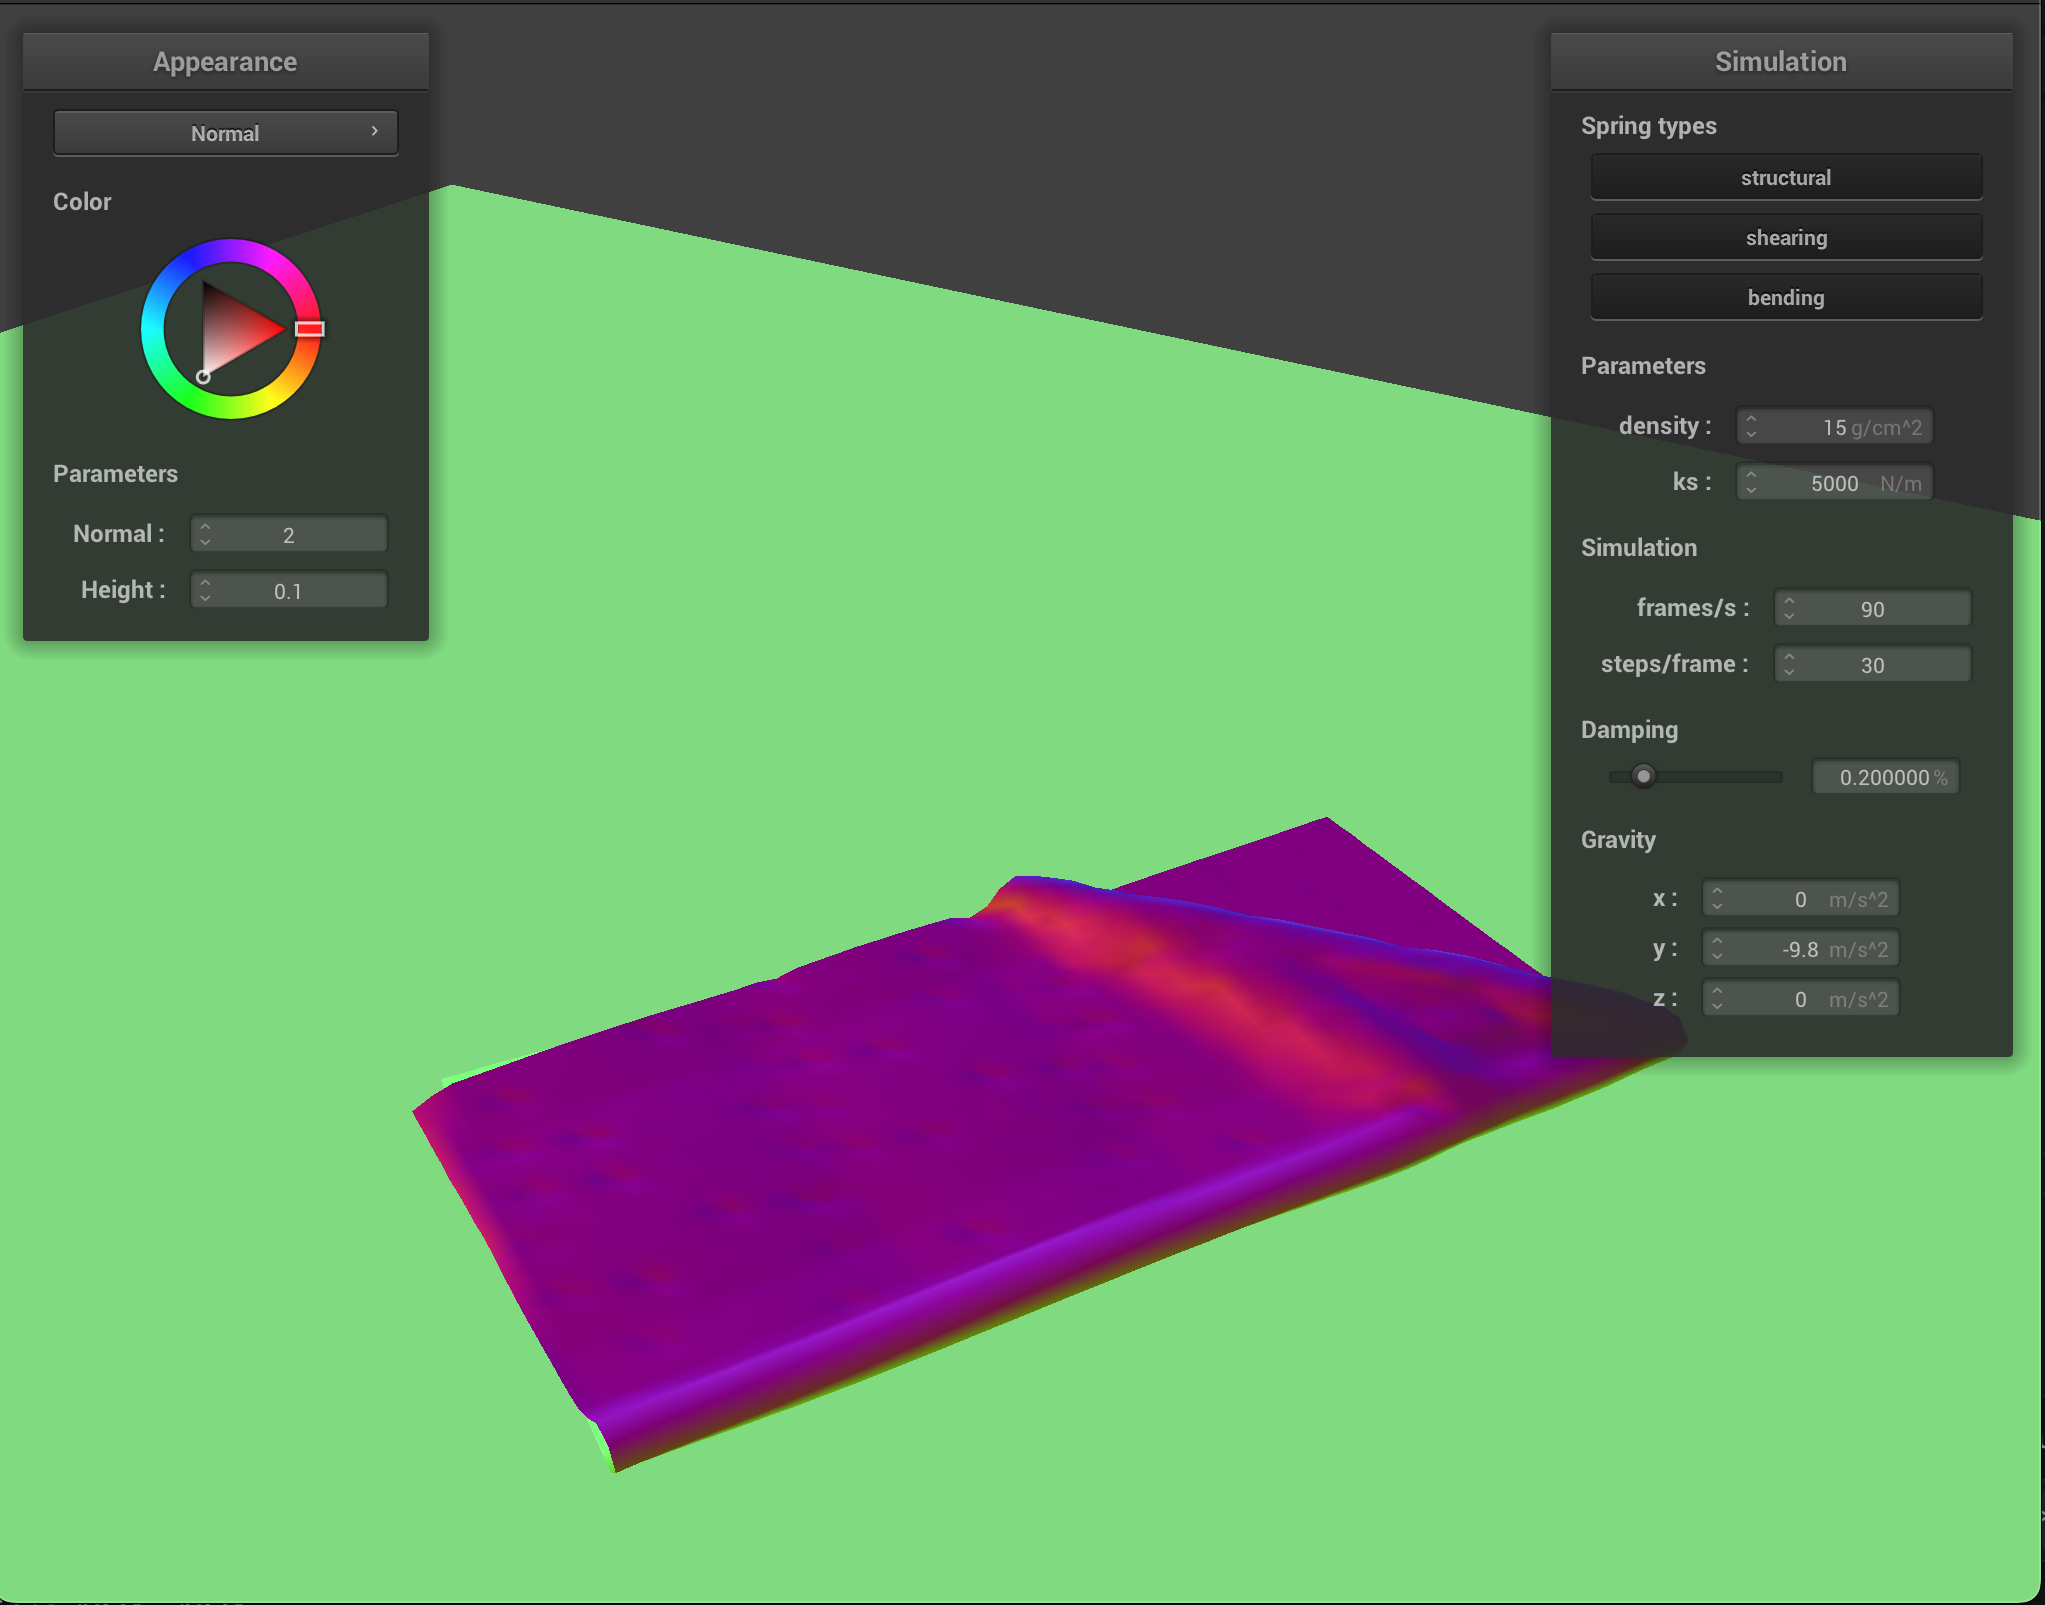 Appearance
Normal
Color
Parameters
Normal : 2
Height : 0.1
Simulation
Spring types
structural
shearing
bending
Parameters
density : 15 g/cm^2
ks : 5000 N/m
Simulation
frames/s : 90
steps/frame : 30
Damping
0.200000 %
Gravity
x : 0 m/s^2
y : -9.8 m/s^2
z : 0 m/s^2